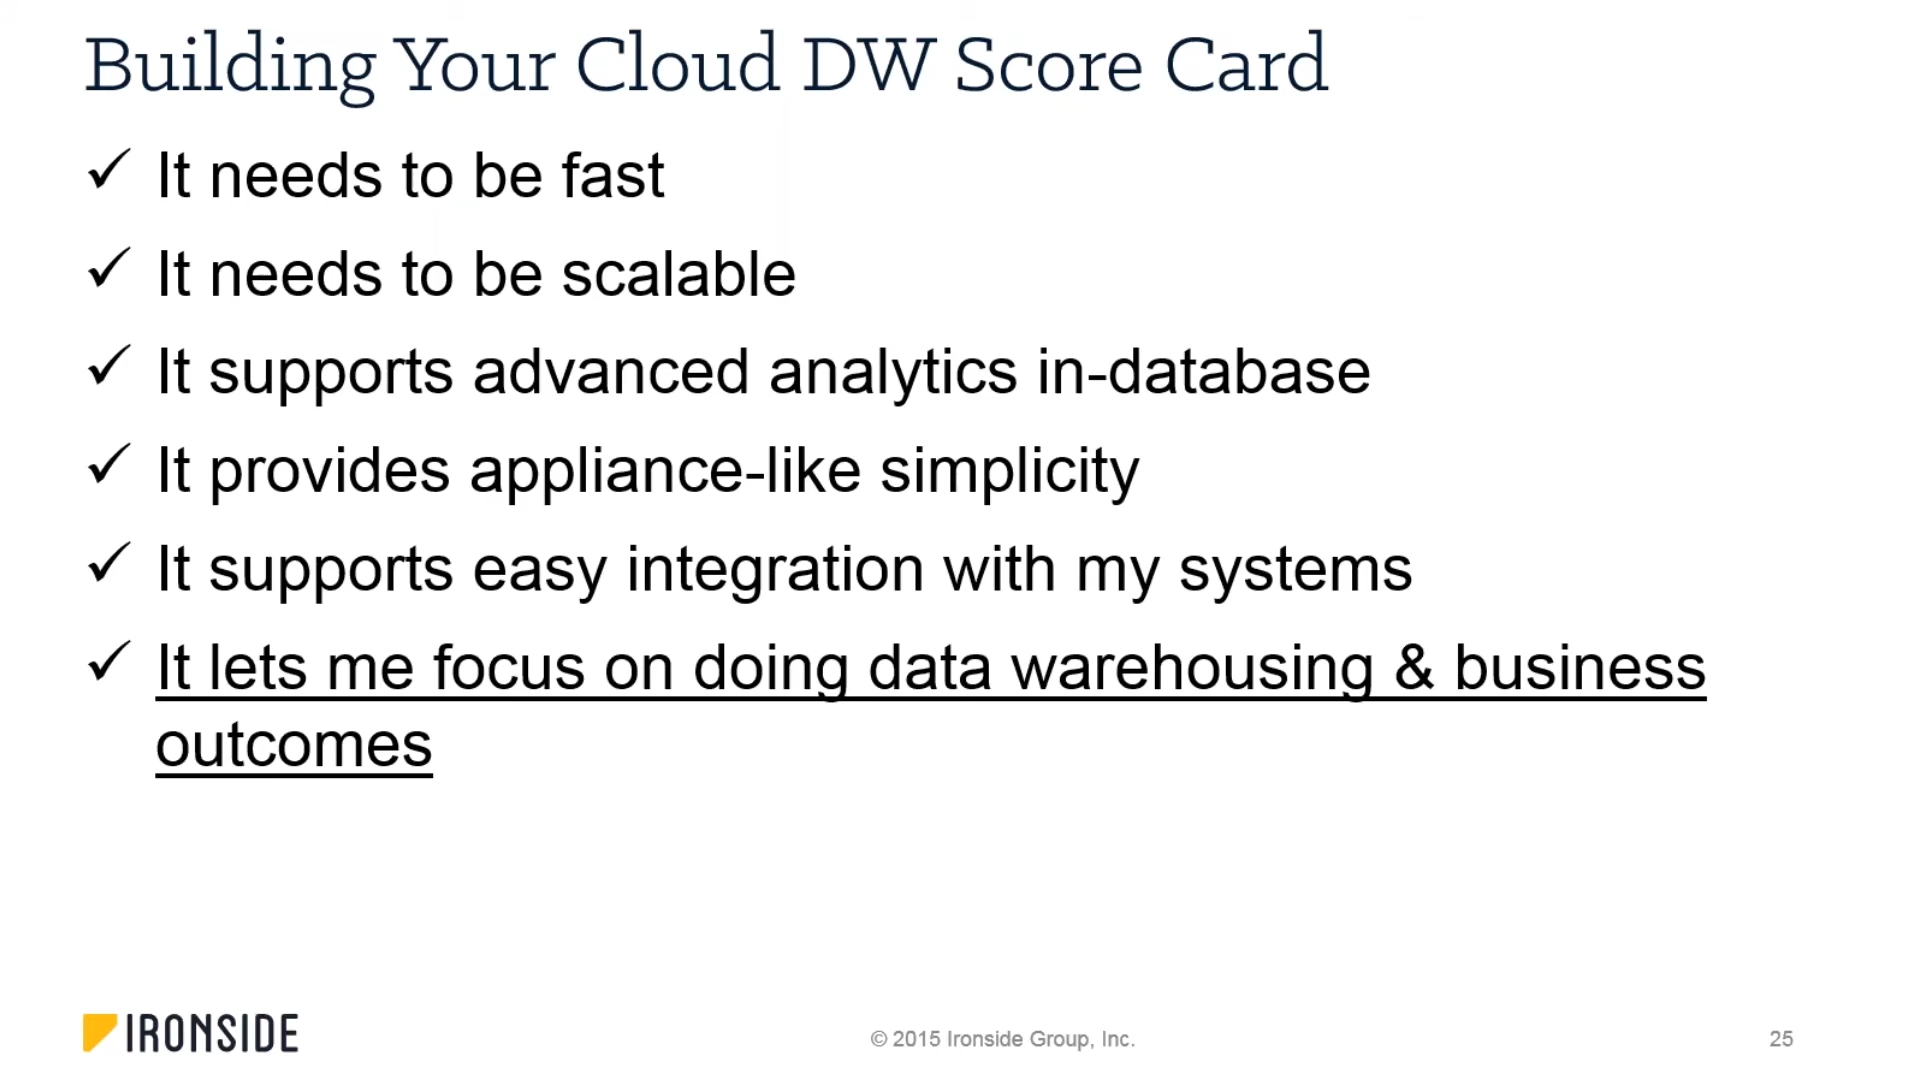 Building Your Cloud DW Score Card
✓ It needs to be fast
✓ It needs to be scalable
✓ It supports advanced analytics in-database
✓ It provides appliance-like simplicity
✓ It supports easy integration with my systems
✓ It lets me focus on doing data warehousing & business
outcomes
IRONSIDE
© 2015 Ironside Group, Inc.
25